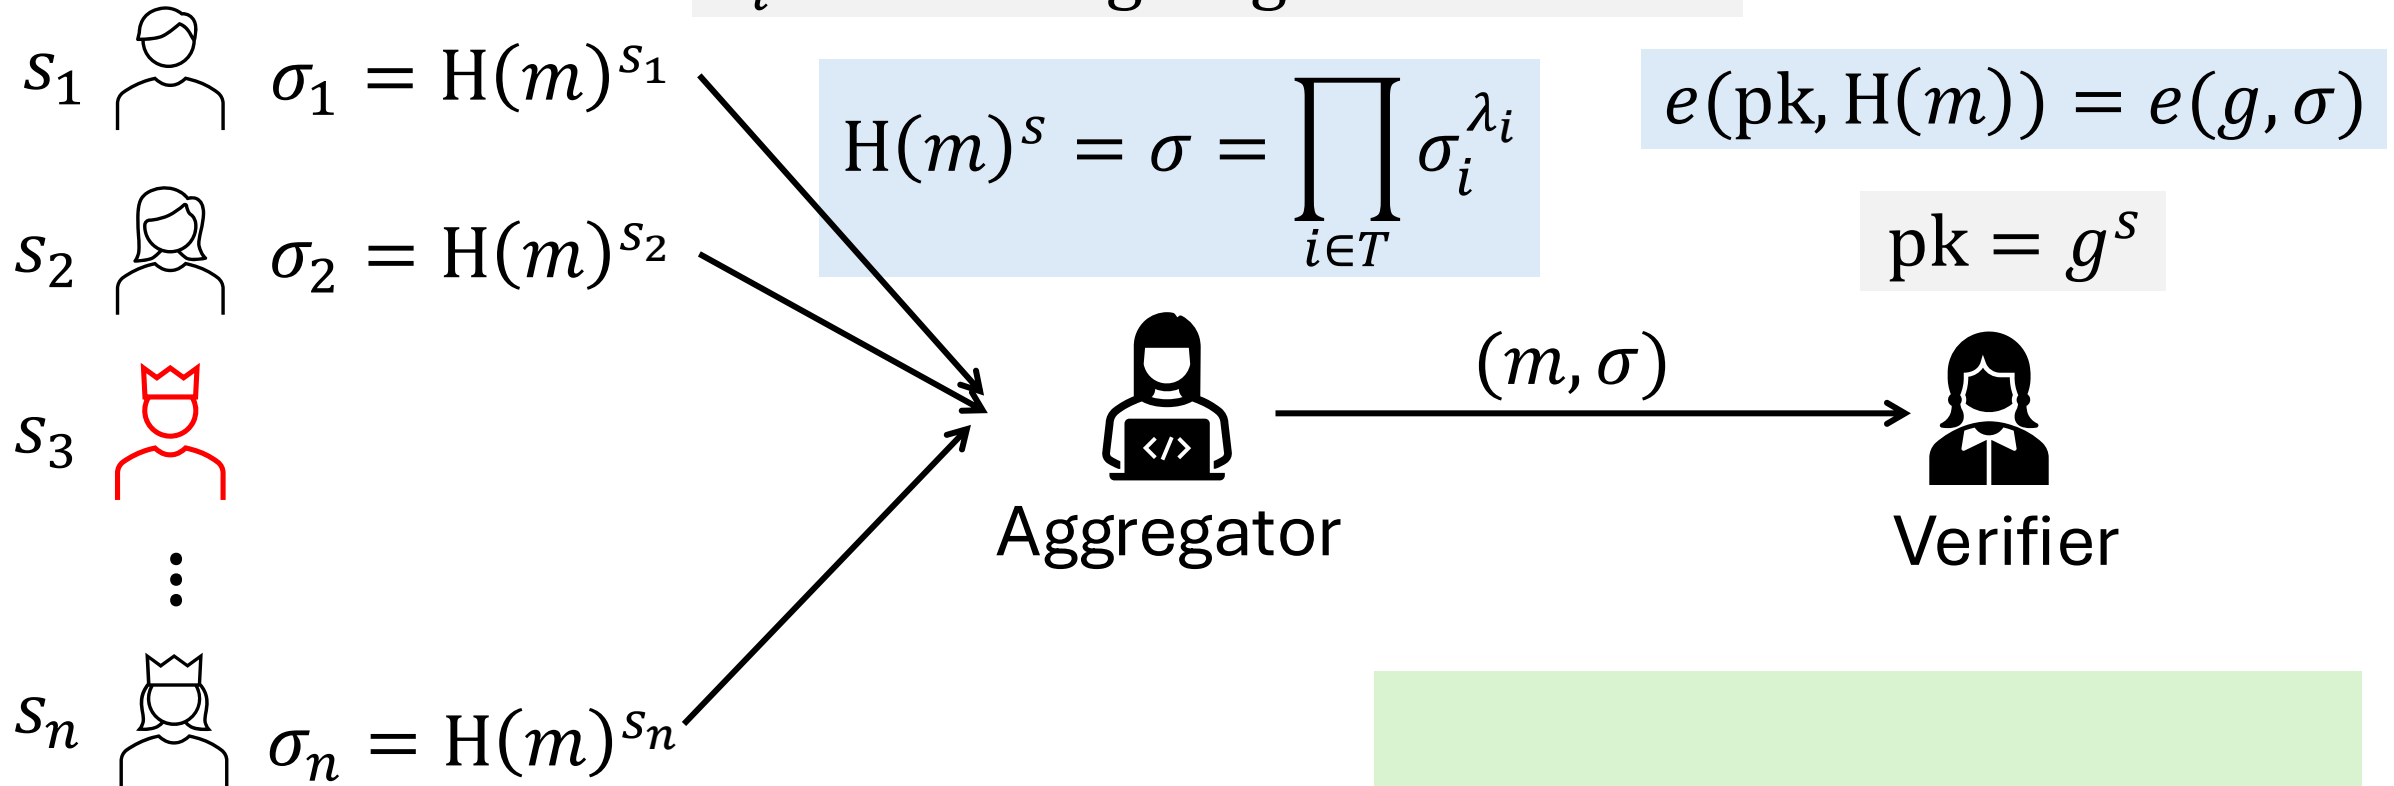 s₁ σ₁ = H(m)^{s₁}
H(m)^s = σ = ∏_{i∈T} σ_i^{λ_i}
e(pk, H(m)) = e(g, σ)
pk = g^s
s₂ σ₂ = H(m)^{s₂}
s₃
(m, σ)
</>
Aggregator
Verifier
⋮
sₙ σₙ = H(m)^{sₙ}